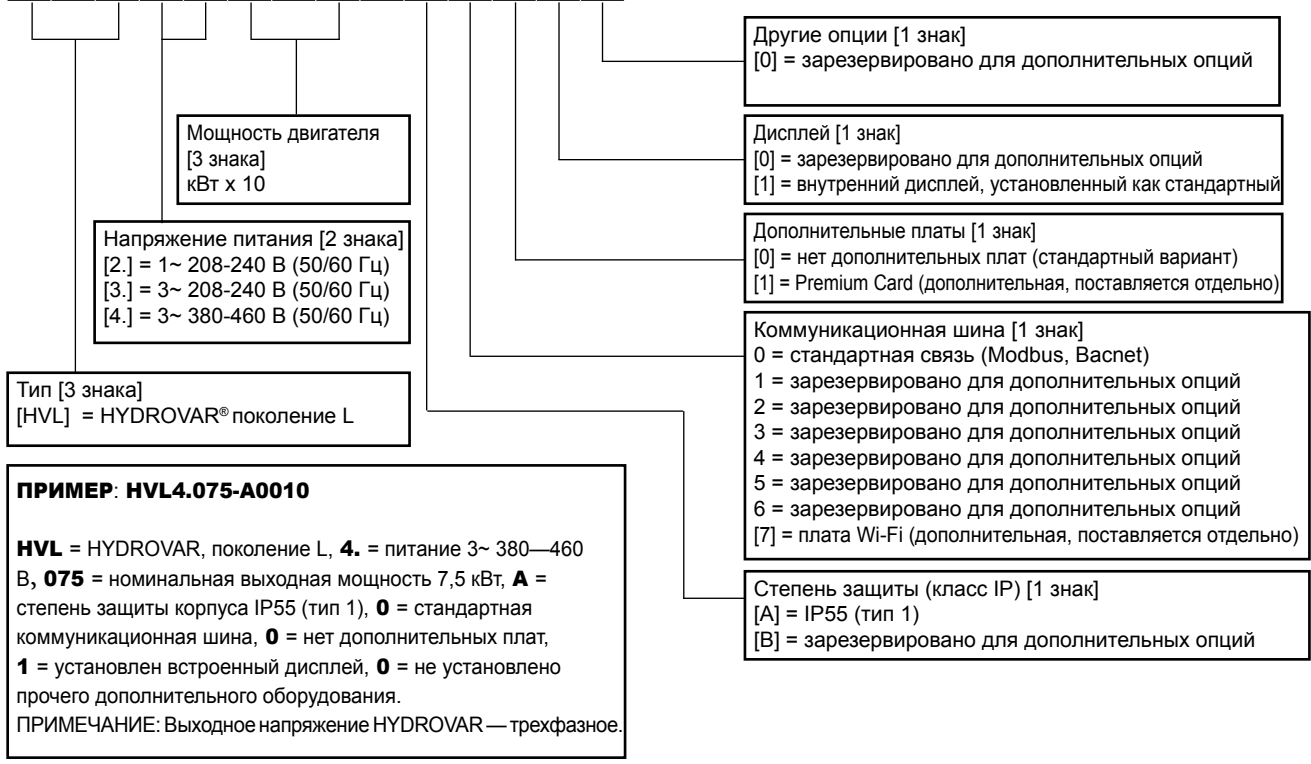 Другие опции [1 знак]
[0] = зарезервировано для дополнительных опций
Мощность двигателя
[3 знака]
кВт x 10
Дисплей [1 знак]
[0] = зарезервировано для дополнительных опций
[1] = внутренний дисплей, установленный как стандартный
Напряжение питания [2 знака]
[2.] = 1~ 208-240 В (50/60 Гц)
[3.] = 3~ 208-240 В (50/60 Гц)
[4.] = 3~ 380-460 В (50/60 Гц)
Дополнительные платы [1 знак]
[0] = нет дополнительных плат (стандартный вариант)
[1] = Premium Card (дополнительная, поставляется отдельно)
Тип [3 знака]
[HVL] = HYDROVAR® поколение L
Коммуникационная шина [1 знак]
0 = стандартная связь (Modbus, Bacnet)
1 = зарезервировано для дополнительных опций
2 = зарезервировано для дополнительных опций
3 = зарезервировано для дополнительных опций
4 = зарезервировано для дополнительных опций
5 = зарезервировано для дополнительных опций
6 = зарезервировано для дополнительных опций
[7] = плата Wi-Fi (дополнительная, поставляется отдельно)
ПРИМЕР: HVL4.075-A0010
HVL = HYDROVAR, поколение L, 4. = питание 3~ 380—460
В, 075 = номинальная выходная мощность 7,5 кВт, A =
степень защиты корпуса IP55 (тип 1), 0 = стандартная
коммуникационная шина, 0 = нет дополнительных плат,
1 = установлен встроенный дисплей, 0 = не установлено
прочего дополнительного оборудования.
ПРИМЕЧАНИЕ: Выходное напряжение HYDROVAR — трехфазное.
Степень защиты (класс IP) [1 знак]
[A] = IP55 (тип 1)
[B] = зарезервировано для дополнительных опций